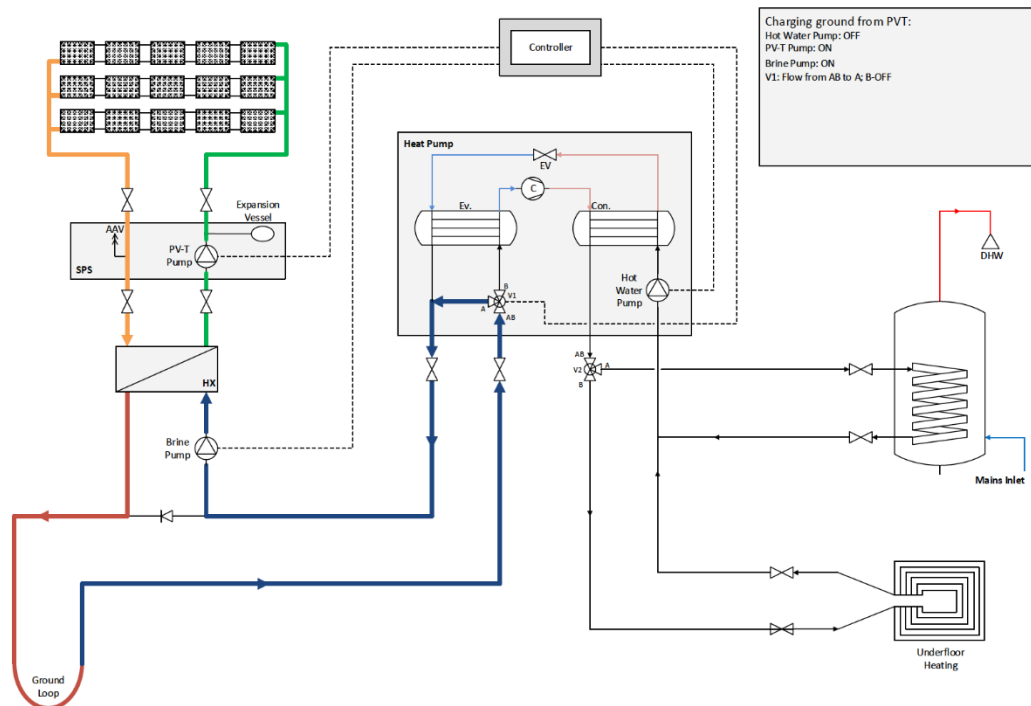 Controller
Charging ground from PVT:
Hot Water Pump: OFF
PV-T Pump: ON
Brine Pump: ON
V1: Flow from AB to A; B-OFF
Heat Pump
EV
C
Ev.
Con.
Expansion
Vessel
AAV
PV-T
Pump
SPS
Hot
Water
Pump
B
V1
A
AB
DHW
HX
AB
A
V2
B
Brine
Pump
Mains Inlet
Ground
Loop
Underfloor
Heating